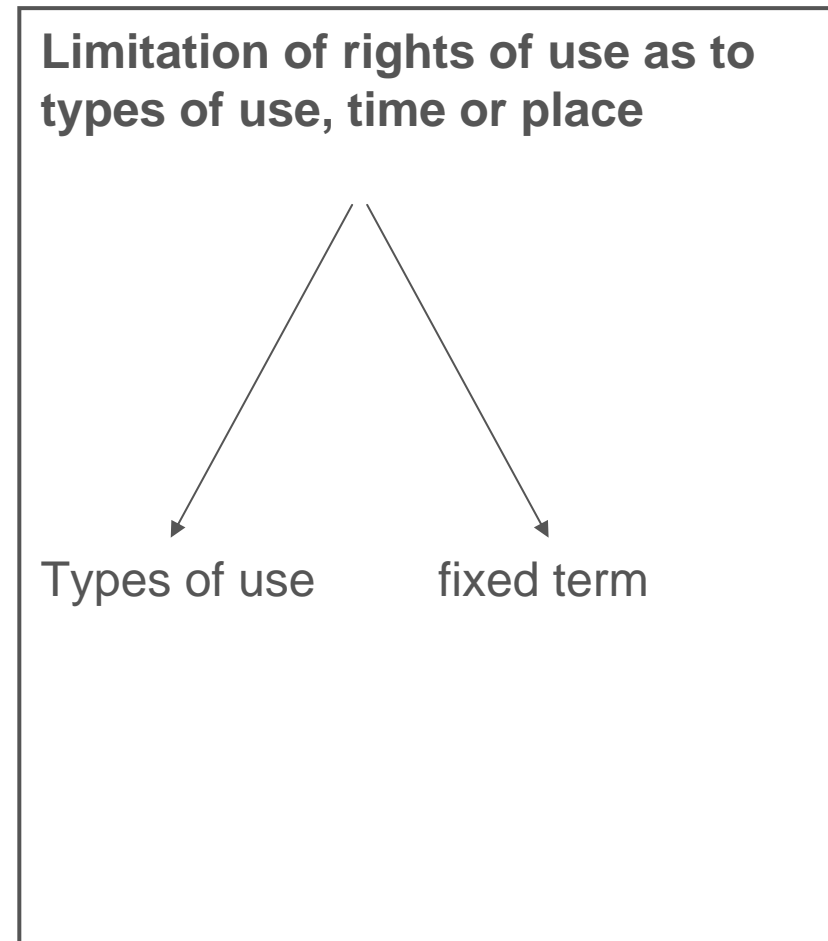 Limitation of rights of use as to
types of use, time or place
Types of use fixed term